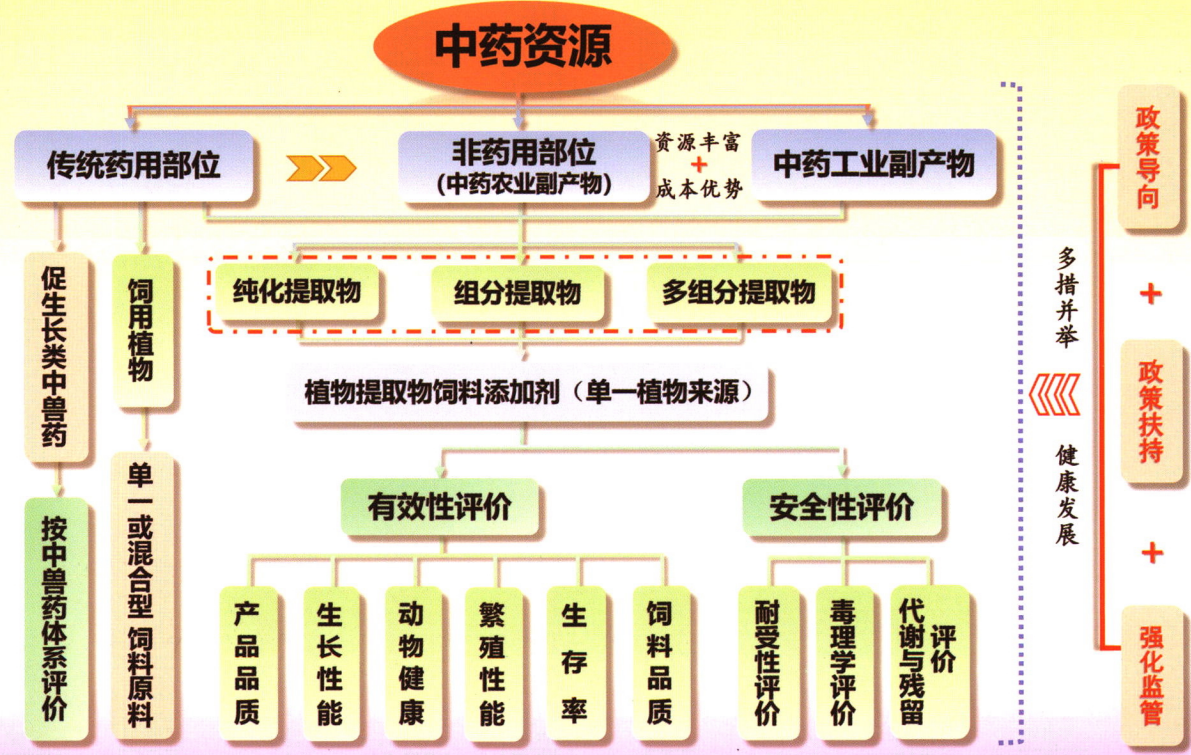 中药资源
传统药用部位
非药用部位
(中药农业副产物)
资源丰富
+
成本优势
中药工业副产物
促生长类中兽药
饲用植物
纯化提取物
组分提取物
多组分提取物
植物提取物饲料添加剂（单一植物来源）
按中兽药体系评价
单一或混合型 饲料原料
有效性评价
安全性评价
产品品质
生长性能
动物健康
繁殖性能
生存率
饲料品质
耐受性评价
毒理学评价
代谢与残留
评价
多措并举
健康发展
政策导向
+
政策扶持
+
强化监管